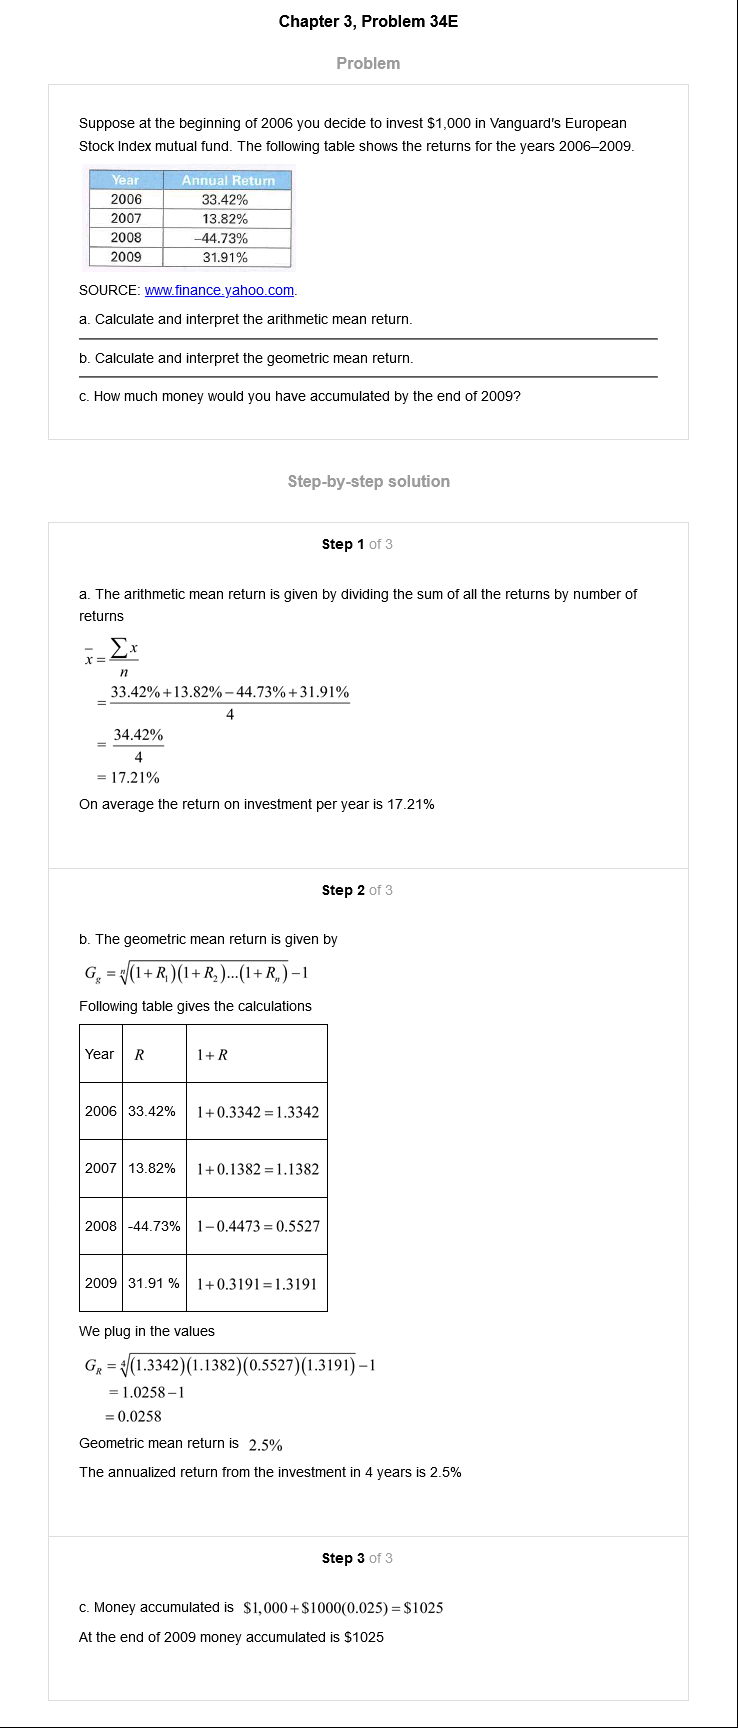 Chapter 3, Problem 34E
Problem
Suppose at the beginning of 2006 you decide to invest $1,000 in Vanguard's European
Stock Index mutual fund. The following table shows the returns for the years 2006–2009.
Year Annual Return
2006 33.42%
2007 13.82%
2008 –44.73%
2009 31.91%
SOURCE: www.finance.yahoo.com.
a. Calculate and interpret the arithmetic mean return.
b. Calculate and interpret the geometric mean return.
c. How much money would you have accumulated by the end of 2009?
Step-by-step solution
Step 1 of 3
a. The arithmetic mean return is given by dividing the sum of all the returns by number of
returns
x̄ = ∑x / n
= 33.42%+13.82%−44.73%+31.91% / 4
= 34.42% / 4
= 17.21%
On average the return on investment per year is 17.21%
Step 2 of 3
b. The geometric mean return is given by
G_g = ⁿ√(1+R₁)(1+R₂)...(1+Rₙ) −1
Following table gives the calculations
Year R 1+R
2006 33.42% 1+0.3342=1.3342
2007 13.82% 1+0.1382=1.1382
2008 -44.73% 1−0.4473=0.5527
2009 31.91 % 1+0.3191=1.3191
We plug in the values
G_R = ⁴√(1.3342)(1.1382)(0.5527)(1.3191) −1
= 1.0258−1
= 0.0258
Geometric mean return is 2.5%
The annualized return from the investment in 4 years is 2.5%
Step 3 of 3
c. Money accumulated is $1,000+$1000(0.025)=$1025
At the end of 2009 money accumulated is $1025